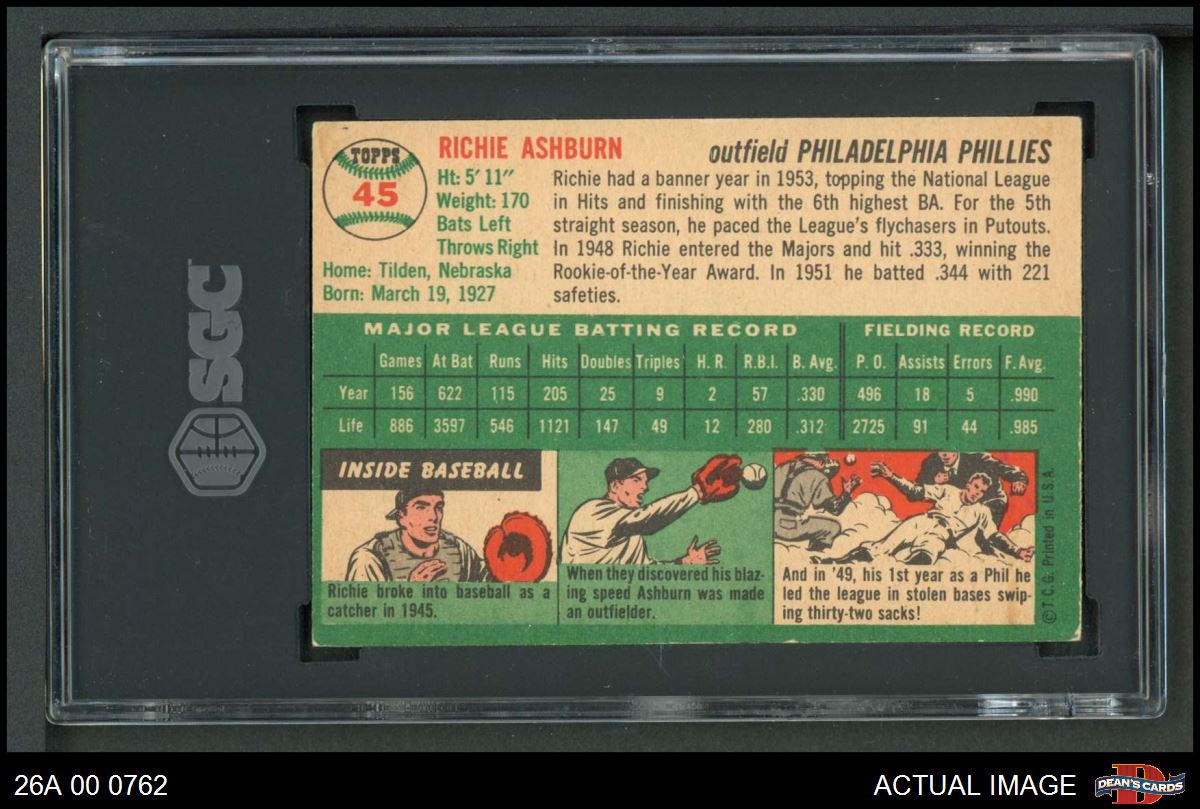 SGC
TOPPS
45
RICHIE ASHBURN
outfield PHILADELPHIA PHILLIES
Ht: 5' 11"
Weight: 170
Bats Left
Throws Right
Home: Tilden, Nebraska
Born: March 19, 1927
Richie had a banner year in 1953, topping the National League
in Hits and finishing with the 6th highest BA. For the 5th
straight season, he paced the League's flychasers in Putouts.
In 1948 Richie entered the Majors and hit .333, winning the
Rookie-of-the-Year Award. In 1951 he batted .344 with 221
safeties.
MAJOR LEAGUE BATTING RECORD FIELDING RECORD
Games At Bat Runs Hits Doubles Triples H. R. R.B.I. B. Avg. P. O. Assists Errors F. Avg.
Year 156 622 115 205 25 9 2 57 .330 496 18 5 .990
Life 886 3597 546 1121 147 49 12 280 .312 2725 91 44 .985
INSIDE BASEBALL
Richie broke into baseball as a
catcher in 1945.
When they discovered his blaz-
ing speed Ashburn was made
an outfielder.
And in '49, his 1st year as a Phil he
led the league in stolen bases swip-
ing thirty-two sacks!
© T. C. G. Printed in U. S. A.
26A 00 0762
ACTUAL IMAGE
DEAN'S CARDS